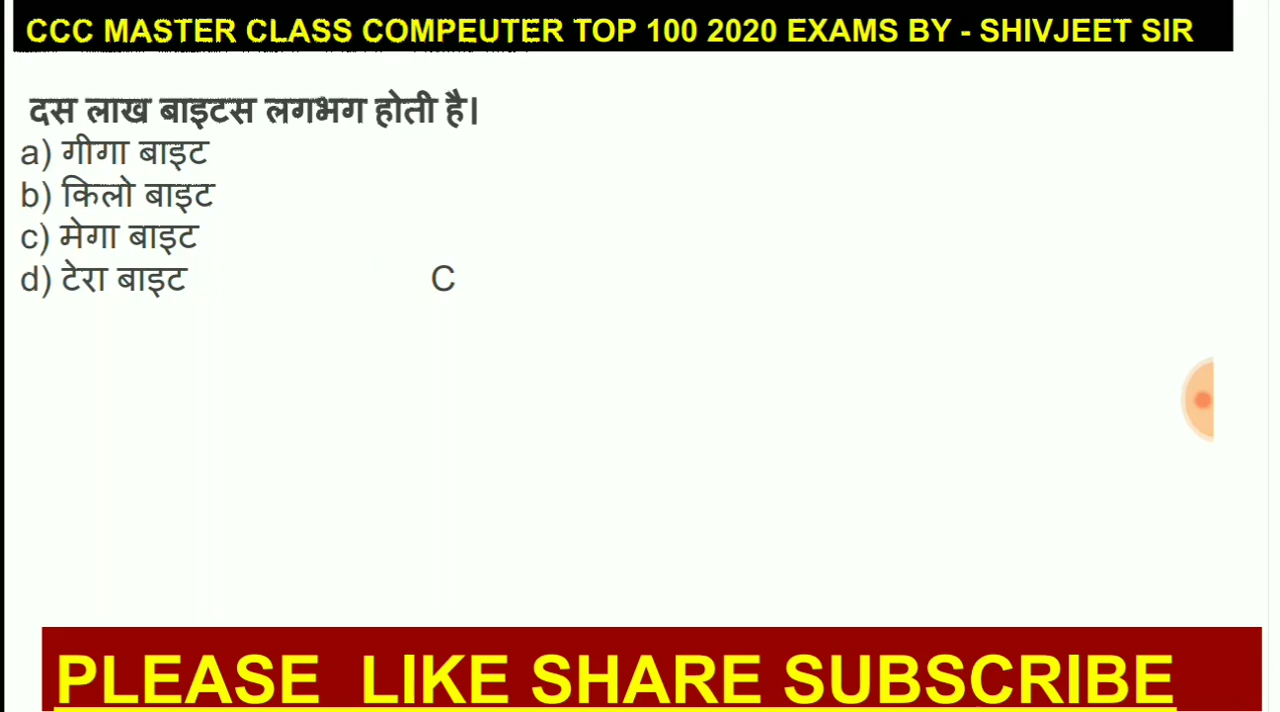 CCC MASTER CLASS COMPEUTER TOP 100 2020 EXAMS BY - SHIVJEET SIR
दस लाख बाइटस लगभग होती है।
a) गीगा बाइट
b) किलो बाइट
c) मेगा बाइट
d) टेरा बाइट C
PLEASE LIKE SHARE SUBSCRIBE